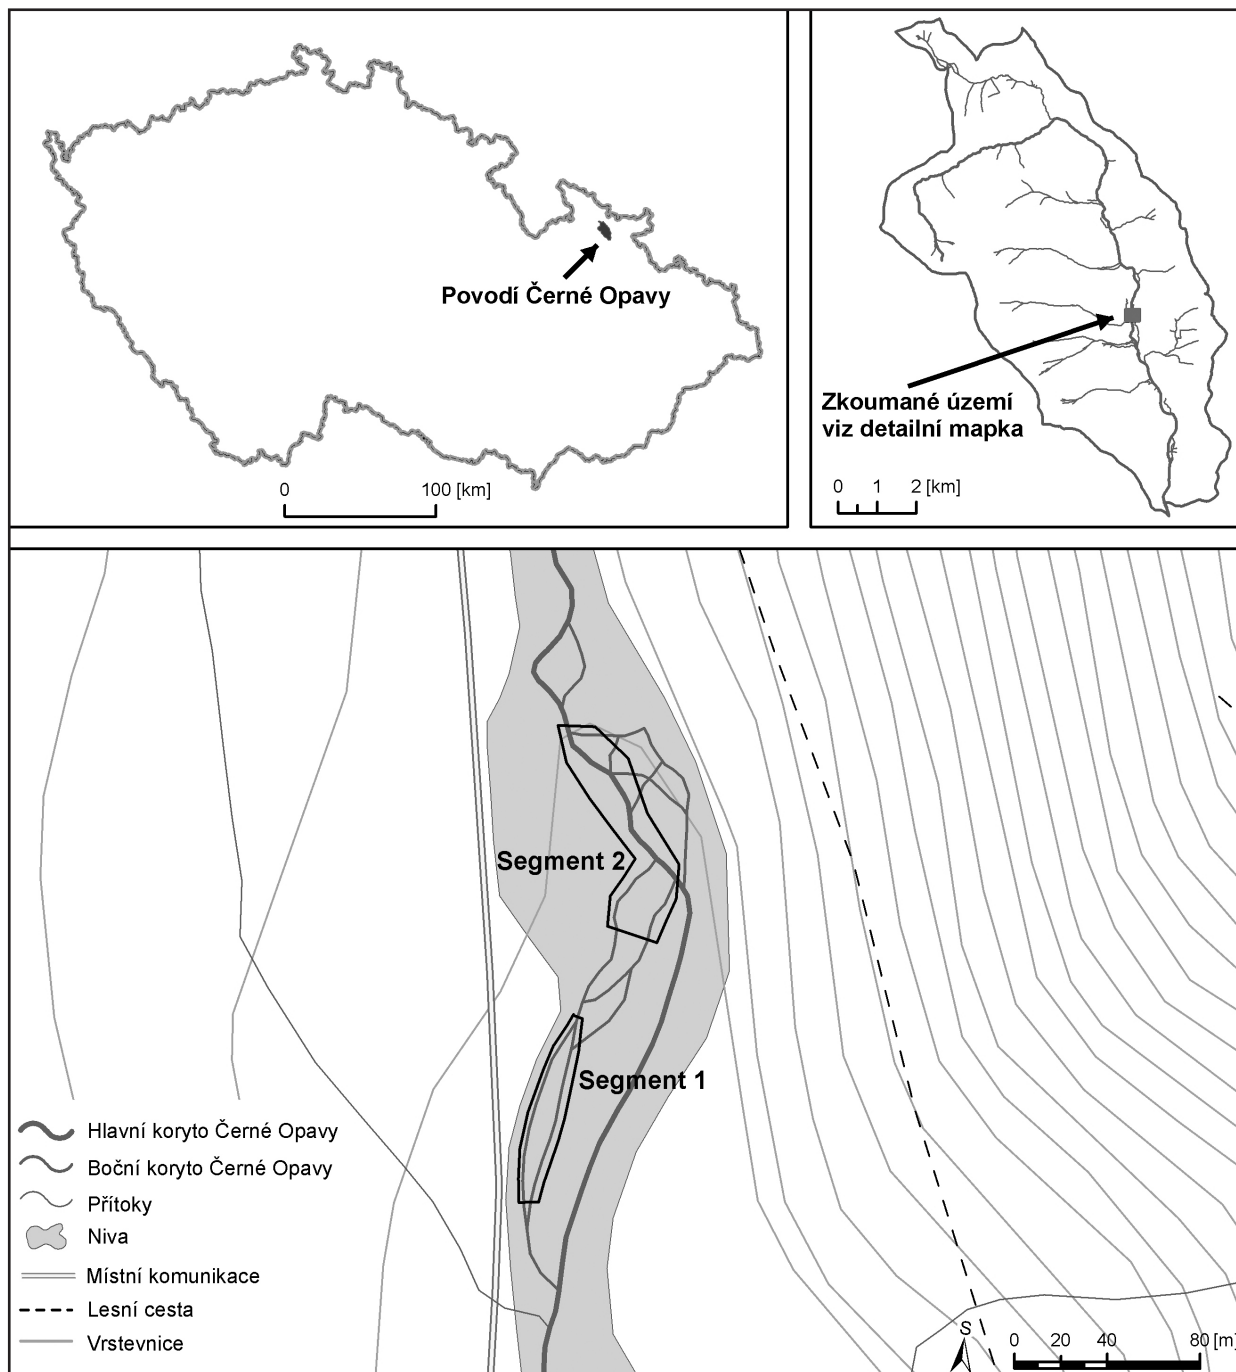 Povodí Černé Opavy
0 100 [km]
Zkoumané území
viz detailní mapka
0 1 2 [km]
Segment 2
Segment 1
Hlavní koryto Černé Opavy
Boční koryto Černé Opavy
Přítoky
Niva
Místní komunikace
Lesní cesta
Vrstevnice
S
0 20 40 80 [m]